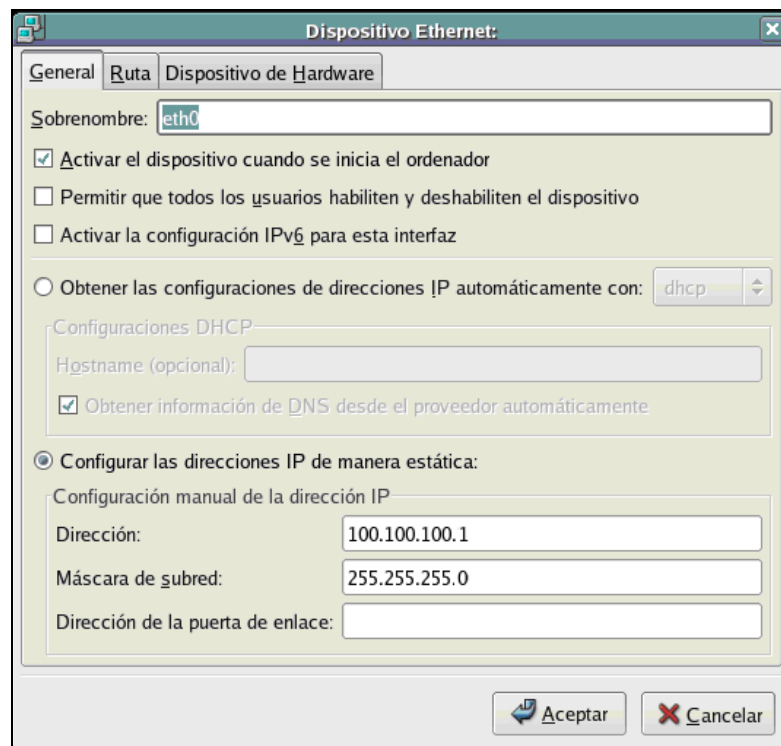 Dispositivo Ethernet:
General Ruta Dispositivo de Hardware
Sobrenombre: eth0
Activar el dispositivo cuando se inicia el ordenador
Permitir que todos los usuarios habiliten y deshabiliten el dispositivo
Activar la configuración IPv6 para esta interfaz
Obtener las configuraciones de direcciones IP automáticamente con: dhcp
Configuraciones DHCP
Hostname (opcional):
Obtener información de DNS desde el proveedor automáticamente
Configurar las direcciones IP de manera estática:
Configuración manual de la dirección IP
Dirección: 100.100.100.1
Máscara de subred: 255.255.255.0
Dirección de la puerta de enlace:
Aceptar Cancelar